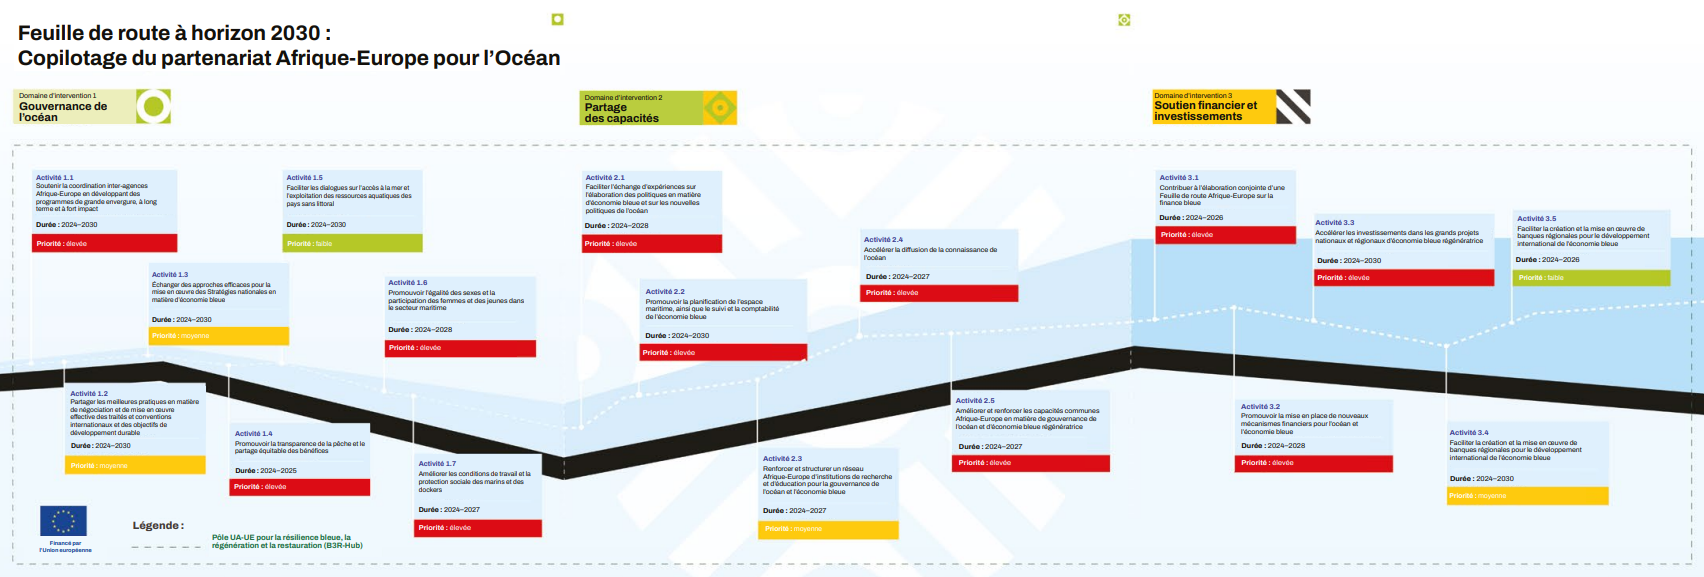 Feuille de route à horizon 2030 :
Copilotage du partenariat Afrique-Europe pour l’Océan
Domaine d’intervention 1
Gouvernance de
l’océan
Domaine d’intervention 2
Partage
des capacités
Domaine d’intervention 3
Soutien financier et
investissements
Activité 1.1
Soutenir la coordination inter-agences
Afrique-Europe en développant des
programmes de grande envergure, à long
terme et à fort impact
Durée : 2024–2030
Priorité : élevée
Activité 1.5
Faciliter les dialogues sur l’accès à la mer et
l’exploitation des ressources aquatiques des
pays sans littoral
Durée : 2024–2030
Priorité : faible
Activité 1.3
Échanger des approches efficaces pour la
mise en œuvre des Stratégies nationales en
matière d’économie bleue
Durée : 2024–2030
Priorité : moyenne
Activité 1.6
Promouvoir l’égalité des sexes et la
participation des femmes et des jeunes dans
le secteur maritime
Durée : 2024–2028
Priorité : élevée
Activité 1.2
Partager les meilleures pratiques en matière
de négociation et de mise en œuvre
effective des traités et conventions
internationaux et des objectifs de
développement durable
Durée : 2024–2030
Priorité : moyenne
Activité 1.4
Promouvoir la transparence de la pêche et le
partage équitable des bénéfices
Durée : 2024–2025
Priorité : élevée
Activité 1.7
Améliorer les conditions de travail et la
protection sociale des marins et des
dockers
Durée : 2024–2027
Priorité : élevée
Activité 2.1
Faciliter l’échange d’expériences sur
l’élaboration des politiques en matière
d’économie bleue et sur les nouvelles
politiques de l’océan
Durée : 2024–2028
Priorité : élevée
Activité 2.2
Promouvoir la planification de l’espace
maritime, ainsi que le suivi et la comptabilité
de l’économie bleue
Durée : 2024–2030
Priorité : élevée
Activité 2.4
Accélérer la diffusion de la connaissance de
l’océan
Durée : 2024–2027
Priorité : élevée
Activité 2.3
Renforcer et structurer un réseau
Afrique-Europe d’institutions de recherche
et d’éducation pour la gouvernance de
l’océan et l’économie bleue
Durée : 2024–2027
Priorité : moyenne
Activité 2.5
Améliorer et renforcer les capacités communes
Afrique-Europe en matière de gouvernance de
l’océan et d’économie bleue régénératrice
Durée : 2024–2027
Priorité : élevée
Activité 3.1
Contribuer à l’élaboration conjointe d’une
Feuille de route Afrique-Europe sur la
finance bleue
Durée : 2024–2026
Priorité : élevée
Activité 3.3
Accélérer les investissements dans les grands projets
nationaux et régionaux d’économie bleue régénératrice
Durée : 2024–2030
Priorité : élevée
Activité 3.5
Faciliter la création et la mise en œuvre de
banques régionales pour le développement
international de l’économie bleue
Durée : 2024–2026
Priorité : faible
Activité 3.2
Promouvoir la mise en place de nouveaux
mécanismes financiers pour l’océan et
l’économie bleue
Durée : 2024–2028
Priorité : élevée
Activité 3.4
Faciliter la création et la mise en œuvre de
banques régionales pour le développement
international de l’économie bleue
Durée : 2024–2030
Priorité : moyenne
Financé par
l’Union européenne
Légende :
Pôle UA-UE pour la résilience bleue, la
régénération et la restauration (B3R-Hub)